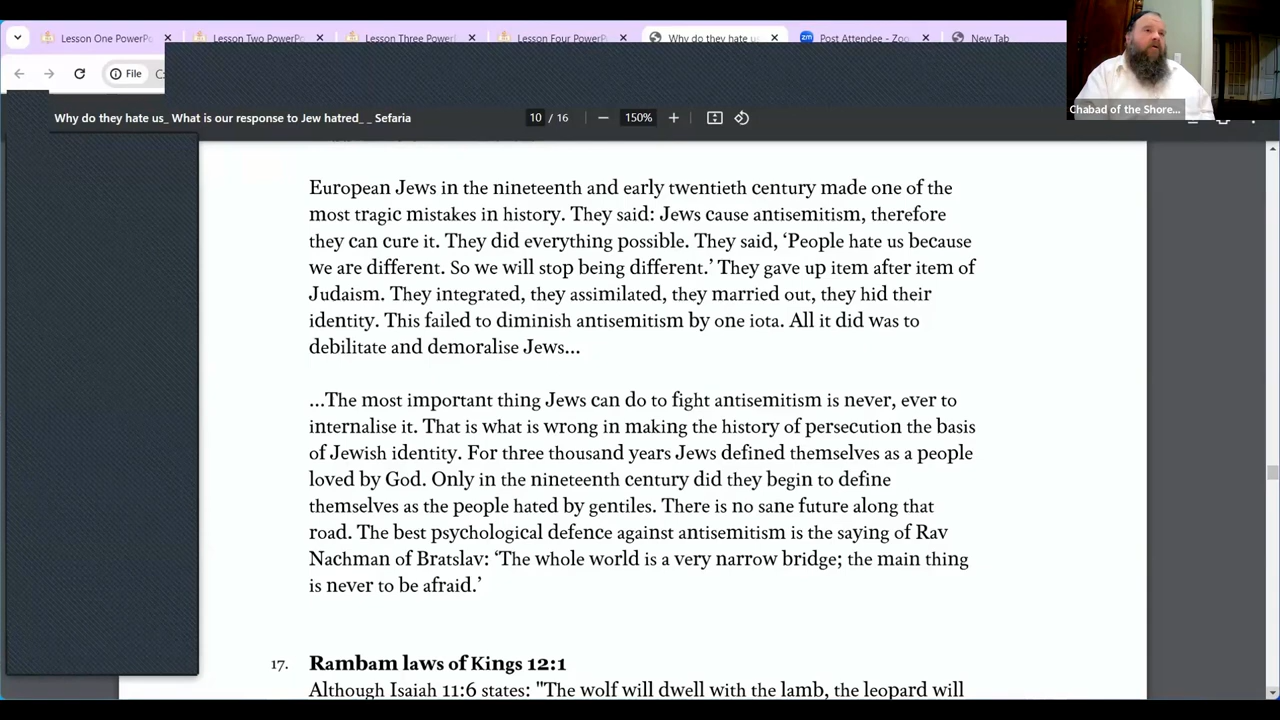 Lesson One PowerP
Lesson Two PowerP
Lesson Three Power
Lesson Four PowerP
Why do they hate u
zm Post Attendee - Zoo
New Tab
File
Why do they hate us_ What is our response to Jew hatred_ _ Sefaria
10 / 16
150%
Chabad of the Shore...
European Jews in the nineteenth and early twentieth century made one of the
most tragic mistakes in history. They said: Jews cause antisemitism, therefore
they can cure it. They did everything possible. They said, ‘People hate us because
we are different. So we will stop being different.’ They gave up item after item of
Judaism. They integrated, they assimilated, they married out, they hid their
identity. This failed to diminish antisemitism by one iota. All it did was to
debilitate and demoralise Jews...
...The most important thing Jews can do to fight antisemitism is never, ever to
internalise it. That is what is wrong in making the history of persecution the basis
of Jewish identity. For three thousand years Jews defined themselves as a people
loved by God. Only in the nineteenth century did they begin to define
themselves as the people hated by gentiles. There is no sane future along that
road. The best psychological defence against antisemitism is the saying of Rav
Nachman of Bratslav: ‘The whole world is a very narrow bridge; the main thing
is never to be afraid.’
17. Rambam laws of Kings 12:1
Although Isaiah 11:6 states: "The wolf will dwell with the lamb, the leopard will